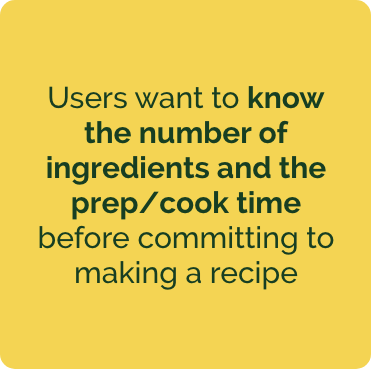 Users want to know
the number of
ingredients and the
prep/cook time
before committing to
making a recipe